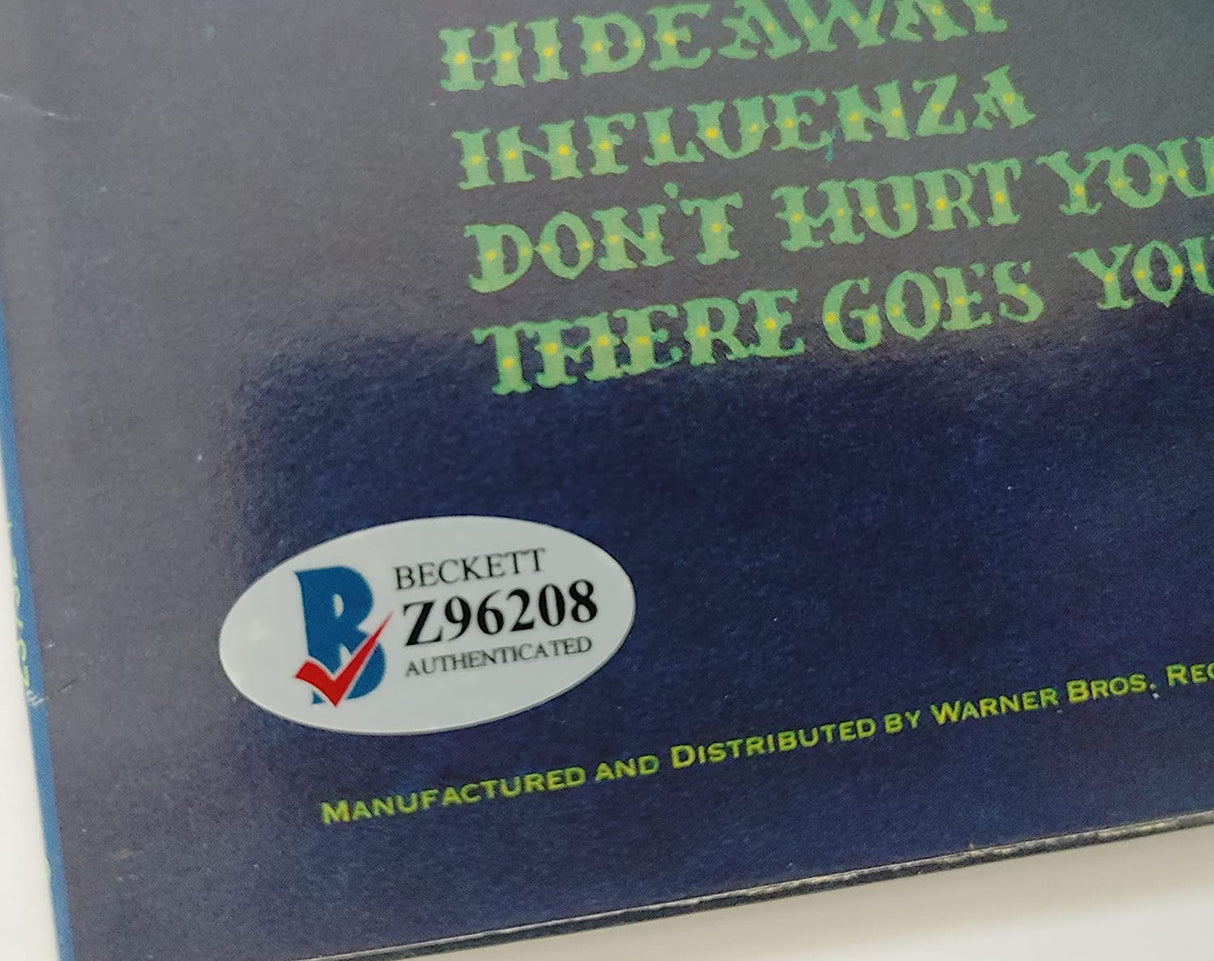 HIDEAWAY
INFLUENZA
DON'T HURT YOU
THERE GOES YOU
BECKETT
Z96208
AUTHENTICATED
MANUFACTURED AND DISTRIBUTED BY WARNER BROS. REC